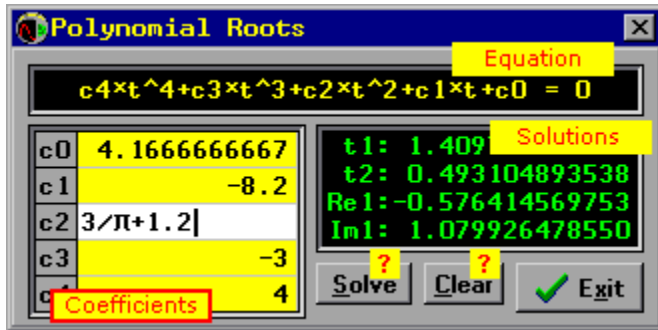 Polynomial Roots
Equation
c4×t^4+c3×t^3+c2×t^2+c1×t+c0 = 0
Solutions
c0 4.1666666667
c1 -8.2
c2 3/π+1.2
c3 -3
4
Coefficients
t1: 1.409
t2: 0.493104893538
Re1:-0.576414569753
Im1: 1.079926478550
? ?
Solve Clear Exit